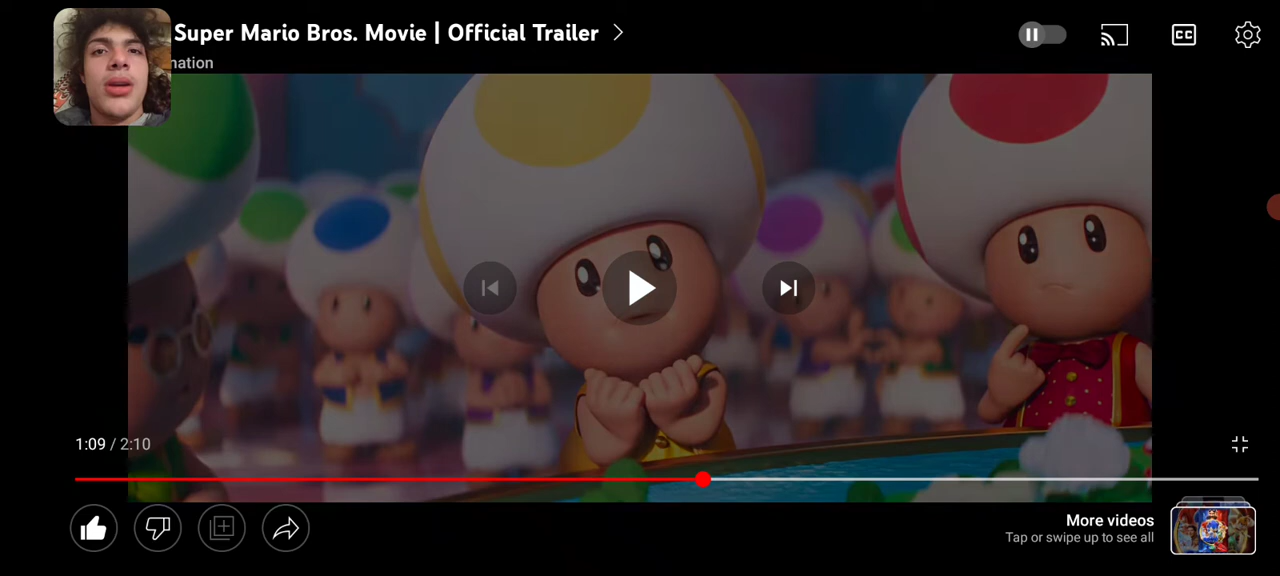 Super Mario Bros. Movie | Official Trailer
nation
CC
1:09 / 2:10
More videos
Tap or swipe up to see all